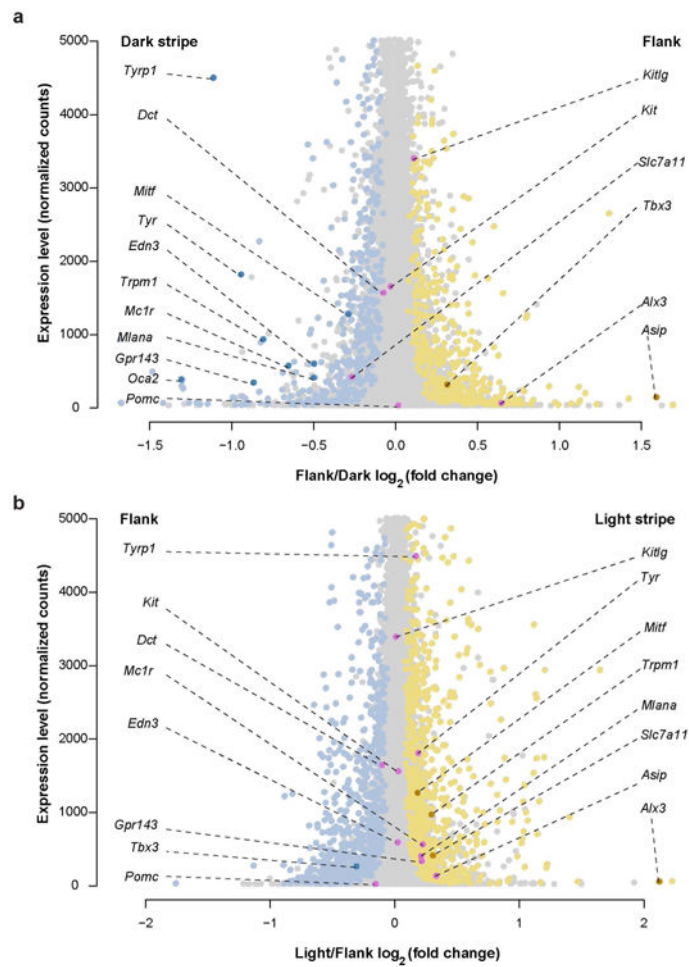 a
Dark stripe
Flank
Tyrp1
Dct
Mitf
Tyr
Edn3
Trpm1
Mc1r
Mlana
Gpr143
Oca2
Pomc
Kitlg
Kit
Slc7a11
Tbx3
Alx3
Asip
Expression level (normalized counts)
5000
4000
3000
2000
1000
0
−1.5 −1.0 −0.5 0.0 0.5 1.0 1.5
Flank/Dark log2 (fold change)
b
Flank
Light stripe
Tyrp1
Kit
Dct
Mc1r
Edn3
Gpr143
Tbx3
Pomc
Kitlg
Tyr
Mitf
Trpm1
Mlana
Slc7a11
Asip
Alx3
Expression level (normalized counts)
5000
4000
3000
2000
1000
0
−2 −1 0 1 2
Light/Flank log2 (fold change)